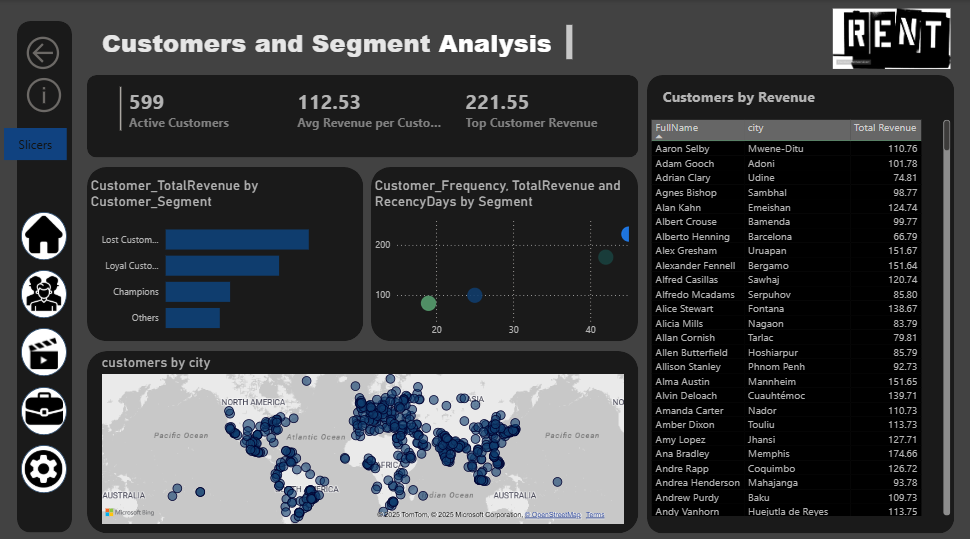 Customers and Segment Analysis
RENT
Slicers
599
Active Customers
112.53
Avg Revenue per Custo...
221.55
Top Customer Revenue
Customer_TotalRevenue by
Customer_Segment
Lost Custom...
Loyal Custo...
Champions
Others
Customer_Frequency, TotalRevenue and
RecencyDays by Segment
200
100
20 30 40
customers by city
NORTH AMERICA
ASIA
NO
Pacific Ocean
Atlantic Ocean
Pacific Ocean
AFRICA
SOUTH AMERICA
AUSTRALIA
Indian Ocean
AUSTRALIA
Microsoft Bing
© 2025 TomTom, © 2025 Microsoft Corporation, © OpenStreetMap Terms
Customers by Revenue
FullName city Total Revenue
Aaron Selby Mwene-Ditu 110.76
Adam Gooch Adoni 101.78
Adrian Clary Udine 74.81
Agnes Bishop Sambhal 98.77
Alan Kahn Emeishan 124.74
Albert Crouse Bamenda 99.77
Alberto Henning Barcelona 66.79
Alex Gresham Uruapan 151.67
Alexander Fennell Bergamo 151.64
Alfred Casillas Sawhaj 120.74
Alfredo Mcadams Serpuhov 85.80
Alice Stewart Fontana 138.67
Alicia Mills Nagaon 83.79
Allan Cornish Tarlac 79.81
Allen Butterfield Hoshiarpur 85.79
Allison Stanley Phnom Penh 92.73
Alma Austin Mannheim 151.65
Alvin Deloach Cuauhtémoc 139.71
Amanda Carter Nador 110.73
Amber Dixon Touliu 113.73
Amy Lopez Jhansi 127.71
Ana Bradley Memphis 174.66
Andre Rapp Coquimbo 126.72
Andrea Henderson Mahajanga 93.78
Andrew Purdy Baku 109.73
Andy Vanhorn Huejutla de Reyes 113.75